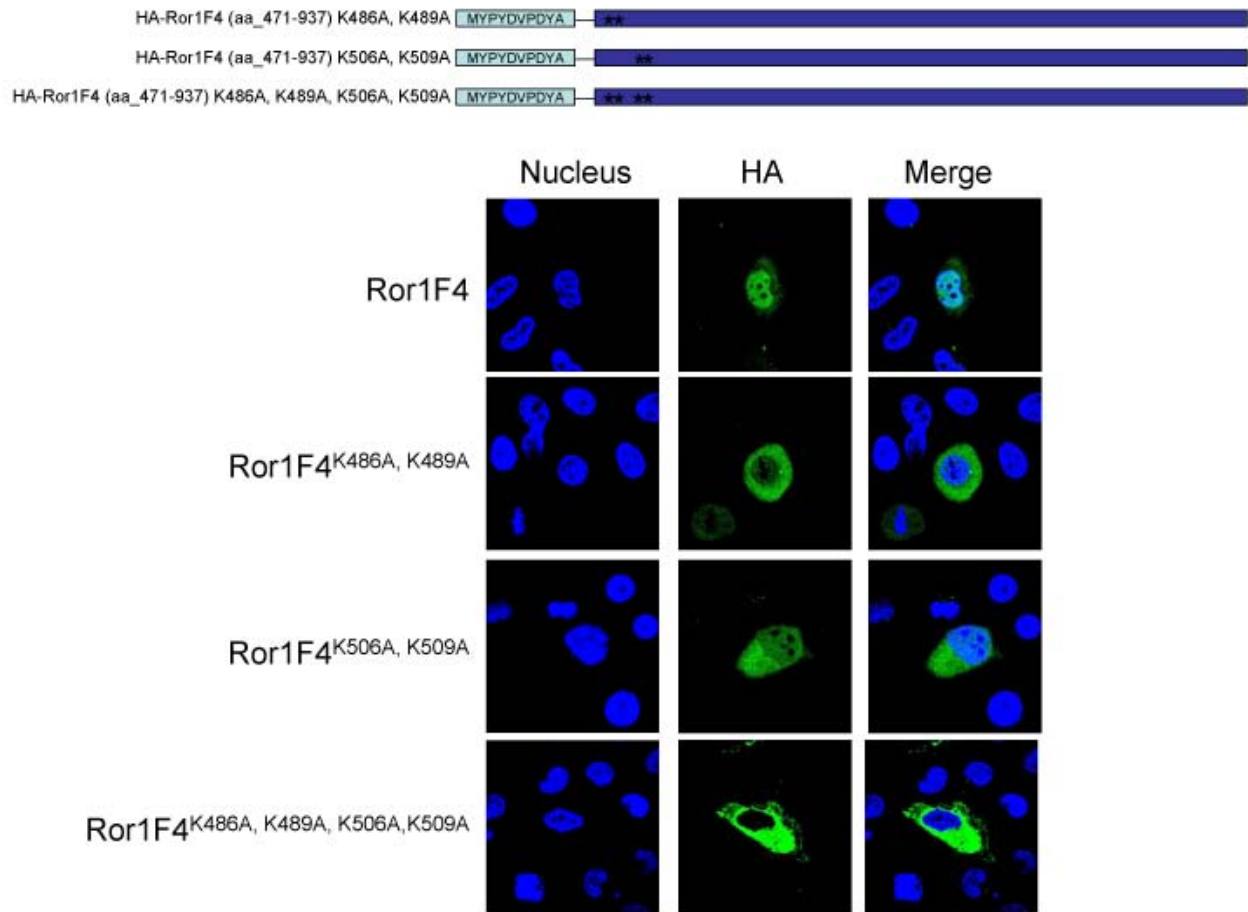 HA-Ror1F4 (aa_471-937) K486A, K489A MYPYDVPDYA **
HA-Ror1F4 (aa_471-937) K506A, K509A MYPYDVPDYA **
HA-Ror1F4 (aa_471-937) K486A, K489A, K506A, K509A MYPYDVPDYA ** **
Nucleus HA Merge
Ror1F4
Ror1F4K486A, K489A
Ror1F4K506A, K509A
Ror1F4K486A, K489A, K506A,K509A